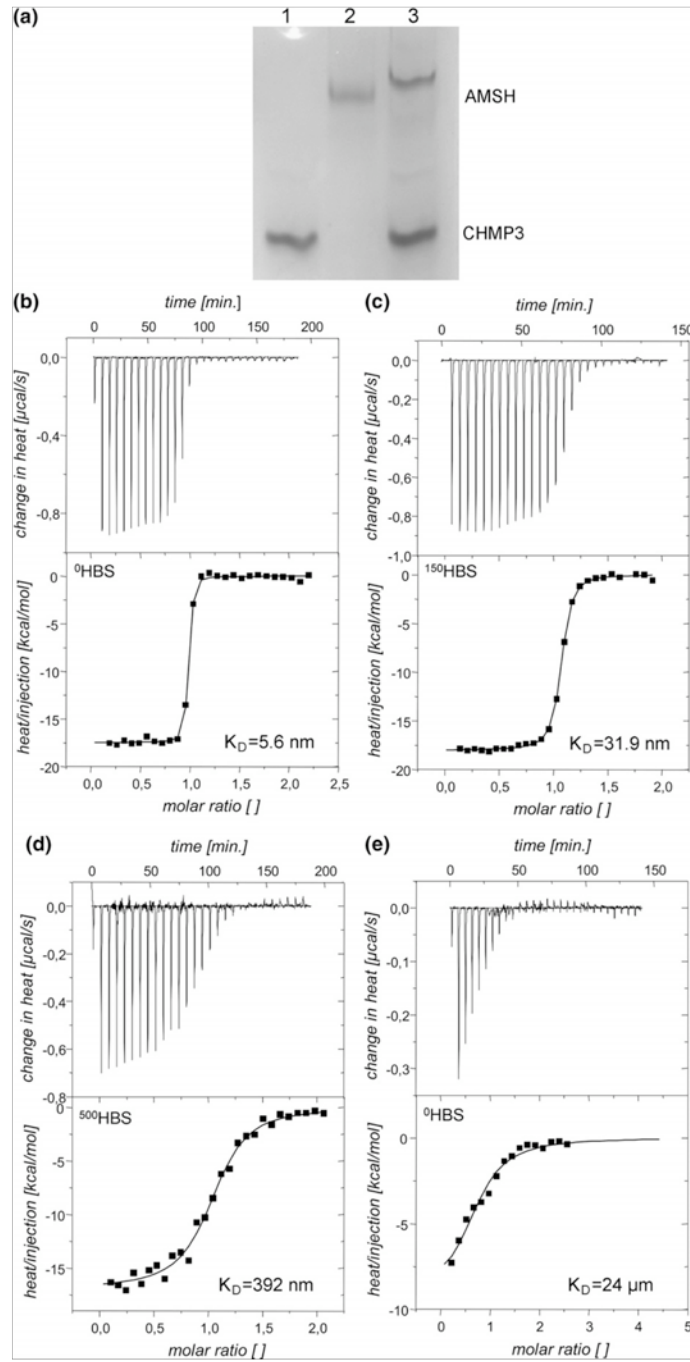 (a)
1 2 3
AMSH
CHMP3
(b)
time [min.]
0 50 100 150 200
0,0
-0,2
-0,4
-0,6
-0,8
change in heat [µcal/s]
0
-5
-10
-15
-20
heat/injection [kcal/mol]
⁰HBS
K_D=5.6 nm
0,0 0,5 1,0 1,5 2,0 2,5
molar ratio [ ]
(c)
time [min.]
0 50 100 150
0,0
-0,2
-0,4
-0,6
-0,8
-1,0
change in heat [µcal/s]
0
-5
-10
-15
-20
heat/injection [kcal/mol]
¹⁵⁰HBS
K_D=31.9 nm
0,0 0,5 1,0 1,5 2,0
molar ratio [ ]
(d)
time [min.]
0 50 100 150 200
0,0
-0,2
-0,4
-0,6
-0,8
change in heat [µcal/s]
0
-5
-10
-15
heat/injection [kcal/mol]
⁵⁰⁰HBS
K_D=392 nm
0,0 0,5 1,0 1,5 2,0
molar ratio [ ]
(e)
time [min.]
0 50 100 150
0,0
-0,1
-0,2
-0,3
change in heat [µcal/s]
0
-5
-10
heat/injection [kcal/mol]
⁰HBS
K_D=24 µm
0 1 2 3 4 5
molar ratio [ ]